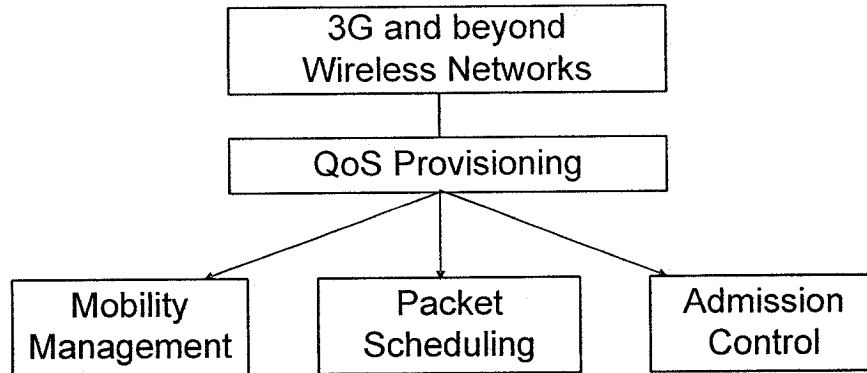 3G and beyond
Wireless Networks
QoS Provisioning
Mobility
Management
Packet
Scheduling
Admission
Control